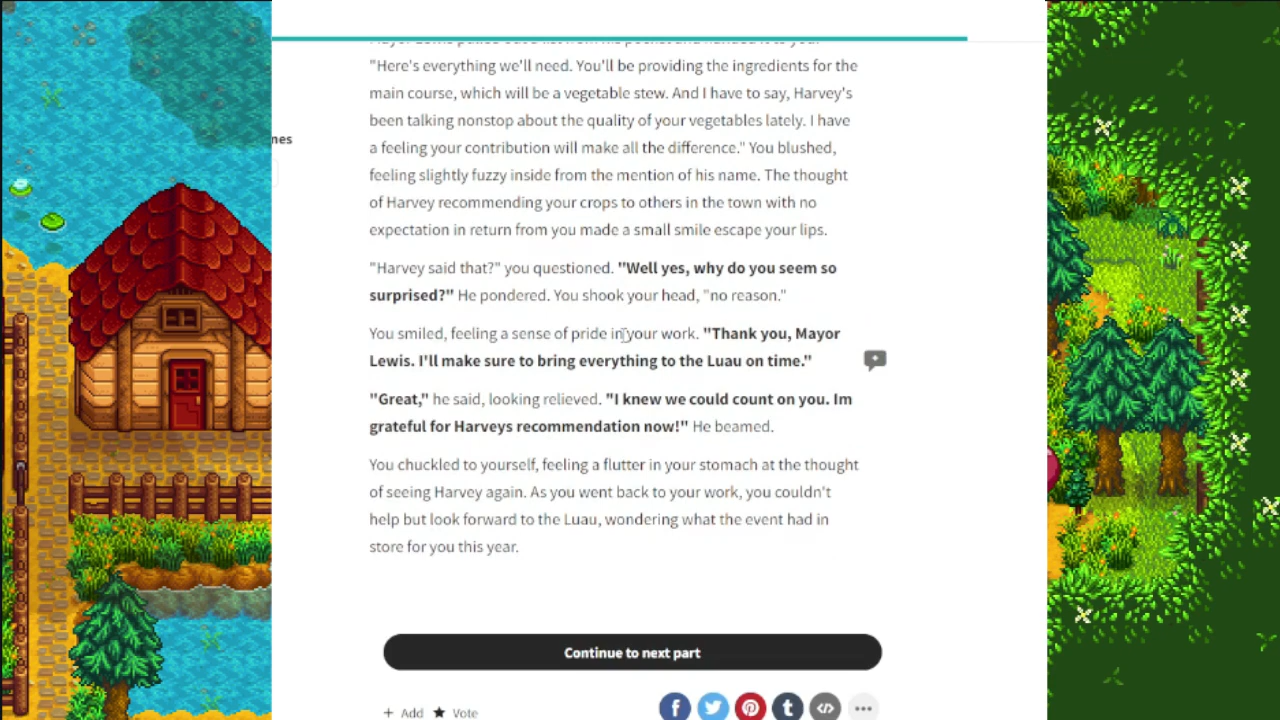 "Here's everything we'll need. You'll be providing the ingredients for the
main course, which will be a vegetable stew. And I have to say, Harvey's
been talking nonstop about the quality of your vegetables lately. I have
a feeling your contribution will make all the difference." You blushed,
feeling slightly fuzzy inside from the mention of his name. The thought
of Harvey recommending your crops to others in the town with no
expectation in return from you made a small smile escape your lips.
"Harvey said that?" you questioned. "Well yes, why do you seem so
surprised?" He pondered. You shook your head, "no reason."
You smiled, feeling a sense of pride in your work. "Thank you, Mayor
Lewis. I'll make sure to bring everything to the Luau on time."
"Great," he said, looking relieved. "I knew we could count on you. Im
grateful for Harveys recommendation now!" He beamed.
You chuckled to yourself, feeling a flutter in your stomach at the thought
of seeing Harvey again. As you went back to your work, you couldn't
help but look forward to the Luau, wondering what the event had in
store for you this year.
Continue to next part
+ Add ★ Vote